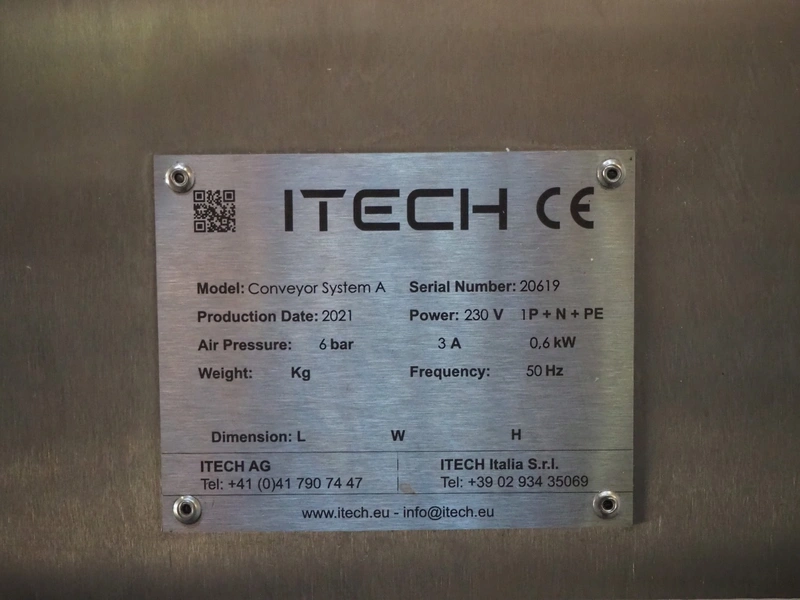 ITECH CE
Model: Conveyor System A Serial Number: 20619
Production Date: 2021 Power: 230 V 1P + N + PE
Air Pressure: 6 bar 3 A 0,6 kW
Weight: Kg Frequency: 50 Hz
Dimension: L W H
ITECH AG ITECH Italia S.r.l.
Tel: +41 (0)41 790 74 47 Tel: +39 02 934 35069
www.itech.eu - info@itech.eu